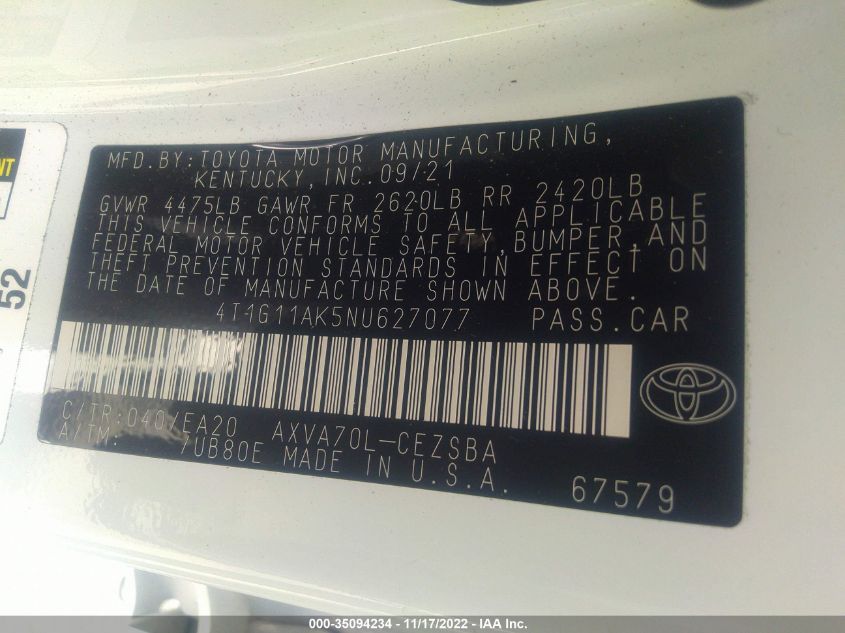 MFD.BY:TOYOTA MOTOR MANUFACTURING,
KENTUCKY,INC.09/21
GVWR 4475LB GAWR FR 2620LB RR 2420LB
THIS VEHICLE CONFORMS TO ALL APPLICABLE
FEDERAL MOTOR VEHICLE SAFETY,BUMPER,AND
THEFT PREVENTION STANDARDS IN EFFECT ON
THE DATE OF MANUFACTURE SHOWN ABOVE.
4T4G11AK5NU627077 PASS.CAR
C/TR:040/EA20 AXVA70L-CEZSBA
A/TM: 7UB80E MADE IN U.S.A.
67579
NT
52
000-35094234 - 11/17/2022 - IAA Inc.